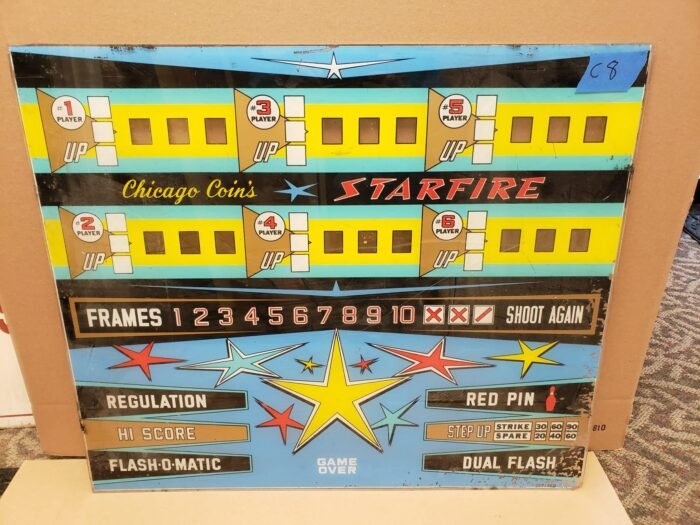 C8
#1 PLAYER UP
#3 PLAYER UP
#5 PLAYER UP
Chicago Coin's STARFIRE
#2 PLAYER UP
#4 PLAYER UP
#6 PLAYER UP
FRAMES 1 2 3 4 5 6 7 8 9 10 X X / SHOOT AGAIN
REGULATION
RED PIN
HI SCORE
STEP UP STRIKE 30 60 90
SPARE 20 40 60
FLASH-O-MATIC
GAME
OVER
DUAL FLASH
810